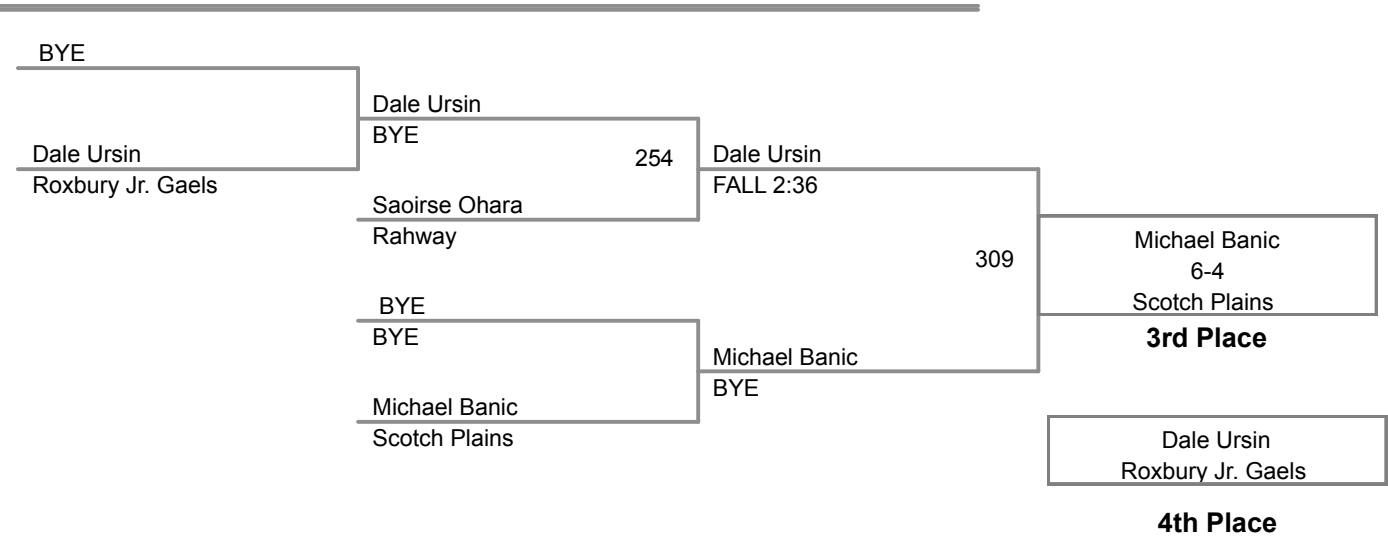 BYE
Dale Ursin
Roxbury Jr. Gaels
Dale Ursin
BYE
254
Saoirse Ohara
Rahway
BYE
BYE
Michael Banic
Scotch Plains
Dale Ursin
FALL 2:36
309
Michael Banic
BYE
Michael Banic
6-4
Scotch Plains
3rd Place
Dale Ursin
Roxbury Jr. Gaels
4th Place